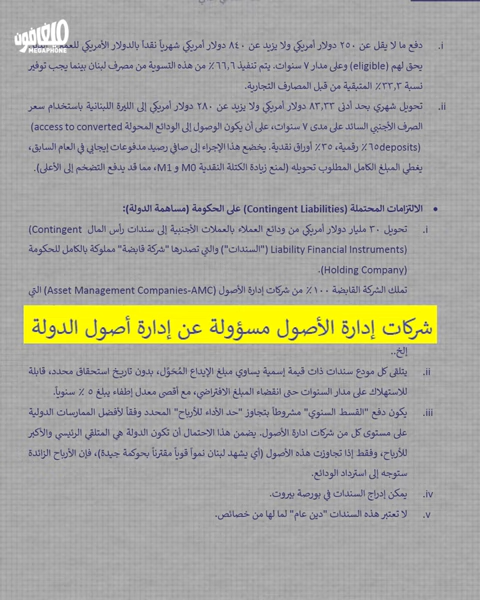 ميغافون
MEGAPHONE
i. دفع ما لا يقل عن ٢٥٠ دولار أمريكي ولا يزيد عن ٨٤٠ دولار أمريكي شهرياً نقداً بالدولار الأمريكي
يحق لهم (eligible) وعلى مدار ٧ سنوات. يتم تنفيذ ٦٦,٦٪ من هذه التسوية من مصرف لبنان بينما يجب توفير
نسبة ٣٣,٣٪ المتبقية من قبل المصارف التجارية.
ii. تحويل شهري بحد أدنى ٨٣,٣٣ دولار أمريكي ولا يزيد عن ٢٨٠ دولار أمريكي إلى الليرة اللبنانية باستخدام سعر
الصرف الأجنبي السائد على مدى ٧ سنوات، على أن يكون الوصول إلى الودائع المحولة (access to converted
deposits) ٦٥٪ رقمية، ٣٥٪ أوراق نقدية. يخضع هذا الإجراء إلى صافي رصيد مدفوعات إيجابي في العام السابق،
يغطي المبلغ الكامل المطلوب تحويله (لمنع زيادة الكتلة النقدية M0 و M1، مما قد يدفع التضخم إلى الأعلى).
• الالتزامات المحتملة (Contingent Liabilities) على الحكومة (مساهمة الدولة):
i. تحويل ٣٠ مليار دولار أمريكي من ودائع العملاء بالعملات الأجنبية إلى سندات رأس المال (Contingent
Liability Financial Instruments) ("السندات") والتي تصدرها "شركة قابضة" مملوكة بالكامل للحكومة
(Holding Company).
تملك الشركة القابضة ١٠٠٪ من شركات إدارة الأصول (Asset Management Companies-AMC) التي
شركات إدارة الأصول مسؤولة عن إدارة أصول الدولة
إلخ..
ii. يتلقى كل مودع سندات ذات قيمة إسمية يساوي مبلغ الإيداع المُحَوَّل، بدون تاريخ استحقاق محدد، قابلة
للاستهلاك على مدار السنوات حتى انقضاء المبلغ الافتراضي، مع أقصى معدل إطفاء يبلغ ٥٪ سنوياً.
iii. يكون دفع "القسط السنوي" مشروطاً بتجاوز "حد الأداء للأرباح" المحدد وفقاً لأفضل الممارسات الدولية
على مستوى كل من شركات ادارة الأصول. يضمن هذا الاحتمال أن تكون الدولة هي المتلقي الرئيسي والأكبر
للأرباح، وفقط إذا تجاوزت هذه الأصول (أي يشهد لبنان نمواً قوياً مقترناً بحوكمة جيدة)، فإن الأرباح الزائدة
ستوجه إلى استرداد الودائع.
iv. يمكن إدراج السندات في بورصة بيروت.
v. لا تعتبر هذه السندات "دين عام" لما لها من خصائص.